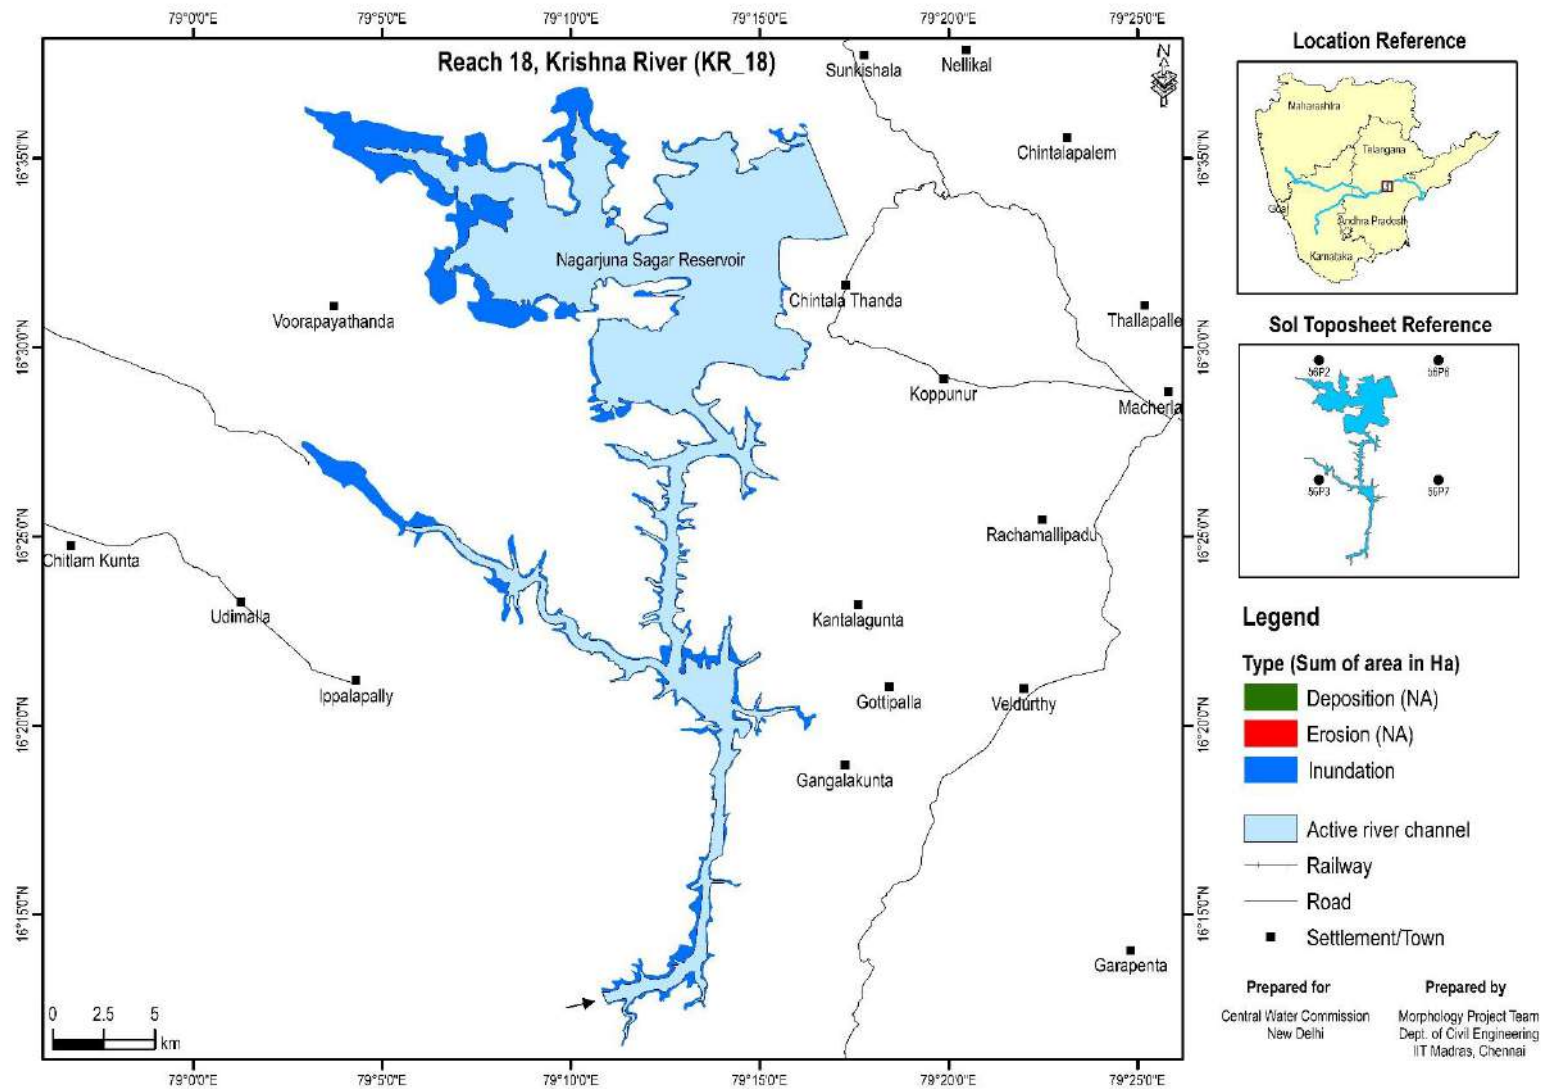 79°0'0"E 79°5'0"E 79°10'0"E 79°15'0"E 79°20'0"E 79°25'0"E
Reach 18, Krishna River (KR_18)
N
Sunkishala
Nellikal
Chintalapalem
16°35'0"N
16°35'0"N
Nagarjuna Sagar Reservoir
Chintala Thanda
Voorapayathanda
Thallapalle
16°30'0"N
16°30'0"N
Koppunur
Macherla
Rachamallipadu
16°25'0"N
16°25'0"N
Chitlam Kunta
Udimalla
Kantalagunta
Ippalapally
Gottipalla
Veldurthy
16°20'0"N
16°20'0"N
Gangalakunta
16°15'0"N
16°15'0"N
Garapenta
0 2.5 5
km
79°0'0"E 79°5'0"E 79°10'0"E 79°15'0"E 79°20'0"E 79°25'0"E
Location Reference
Maharashtra
Telangana
Goa
Andhra Pradesh
Karnataka
SoI Toposheet Reference
56P2 56P6
56P3 56P7
Legend
Type (Sum of area in Ha)
Deposition (NA)
Erosion (NA)
Inundation
Active river channel
Railway
Road
Settlement/Town
Prepared for
Central Water Commission
New Delhi
Prepared by
Morphology Project Team
Dept. of Civil Engineering
IIT Madras, Chennai